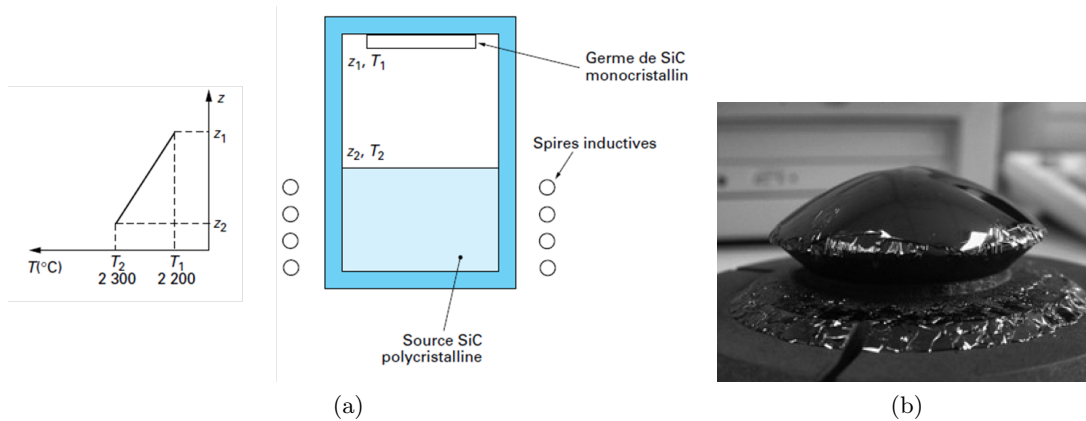 z
z1
z2
T(°C)
T2
T1
2 300
2 200
z1, T1
z2, T2
Germe de SiC
monocristallin
Spires inductives
Source SiC
polycristalline
(a)
(b)